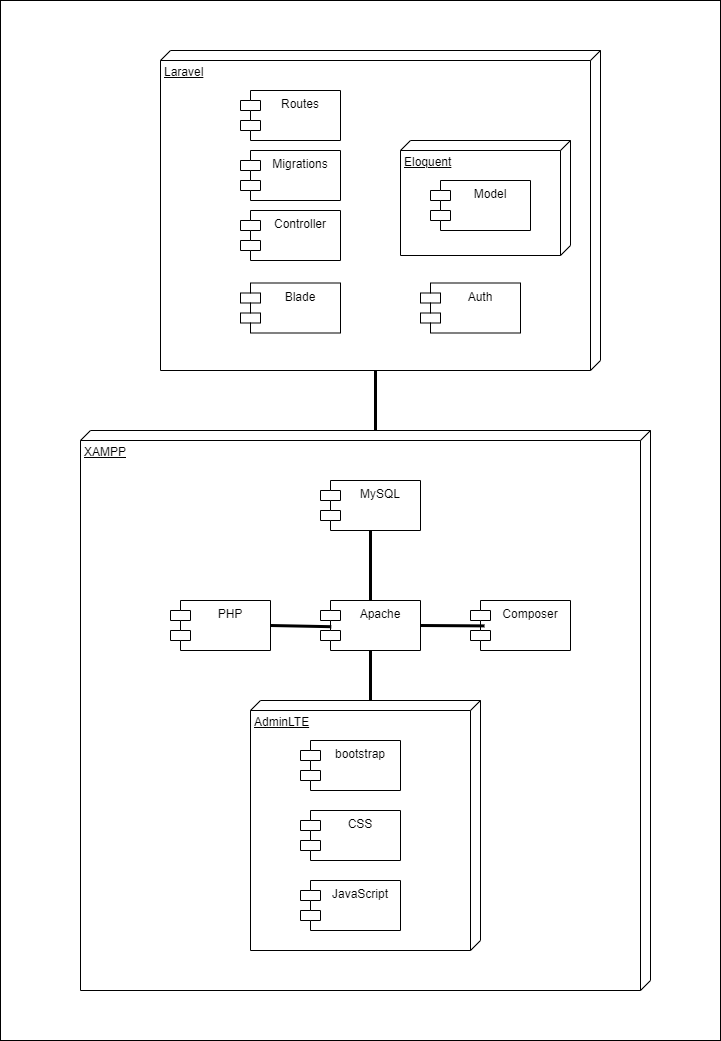 Laravel
Routes
Migrations
Eloquent
Model
Controller
Blade
Auth
XAMPP
MySQL
PHP
Apache
Composer
AdminLTE
bootstrap
CSS
JavaScript